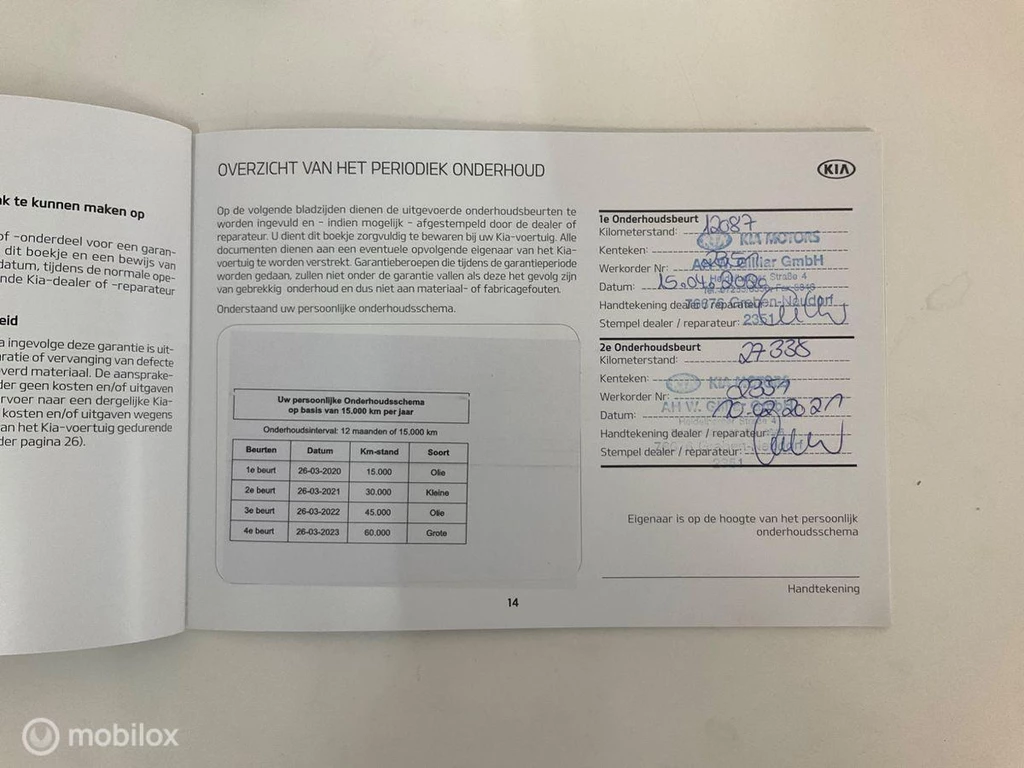 ak te kunnen maken op
of -onderdeel voor een garan-
dit boekje en een bewijs van
datum, tijdens de normale ope-
nde Kia-dealer of -reparateur
eid
a ingevolge deze garantie is uit-
aratie of vervanging van defecte
verd materiaal. De aansprake-
der geen kosten en/of uitgaven
ervoer naar een dergelijke Kia-
kosten en/of uitgaven wegens
van het Kia-voertuig gedurende
der pagina 26).
OVERZICHT VAN HET PERIODIEK ONDERHOUD
KIA
Op de volgende bladzijden dienen de uitgevoerde onderhoudsbeurten te
worden ingevuld en - indien mogelijk - afgestempeld door de dealer of
reparateur. U dient dit boekje zorgvuldig te bewaren bij uw Kia-voertuig. Alle
documenten dienen aan een eventuele opvolgende eigenaar van het Kia-
voertuig te worden verstrekt. Garantieberoepen die tijdens de garantieperiode
worden gedaan, zullen niet onder de garantie vallen als deze het gevolg zijn
van gebrekkig onderhoud en dus niet aan materiaal- of fabricagefouten.
Onderstaand uw persoonlijke onderhoudsschema.
Uw persoonlijke Onderhoudsschema
op basis van 15.000 km per jaar
Onderhoudsinterval: 12 maanden of 15.000 km
Beurten Datum Km-stand Soort
1e beurt 26-03-2020 15.000 Olie
2e beurt 26-03-2021 30.000 Kleine
3e beurt 26-03-2022 45.000 Olie
4e beurt 26-03-2023 60.000 Grote
1e Onderhoudsbeurt
Kilometerstand: 12087
KIA MOTORS
Kenteken:
Werkorder Nr:
GmbH
Straße 4
Datum:
Handtekening dealer / reparateur:
Stempel dealer / reparateur: 2351
2e Onderhoudsbeurt
Kilometerstand: 27335
Kenteken:
KIA MOTORS
Werkorder Nr:
AH W.
Datum: 10.02.2021
Handtekening dealer / reparateur:
Stempel dealer / reparateur:
2351
Eigenaar is op de hoogte van het persoonlijk
onderhoudsschema
Handtekening
14
mobilox